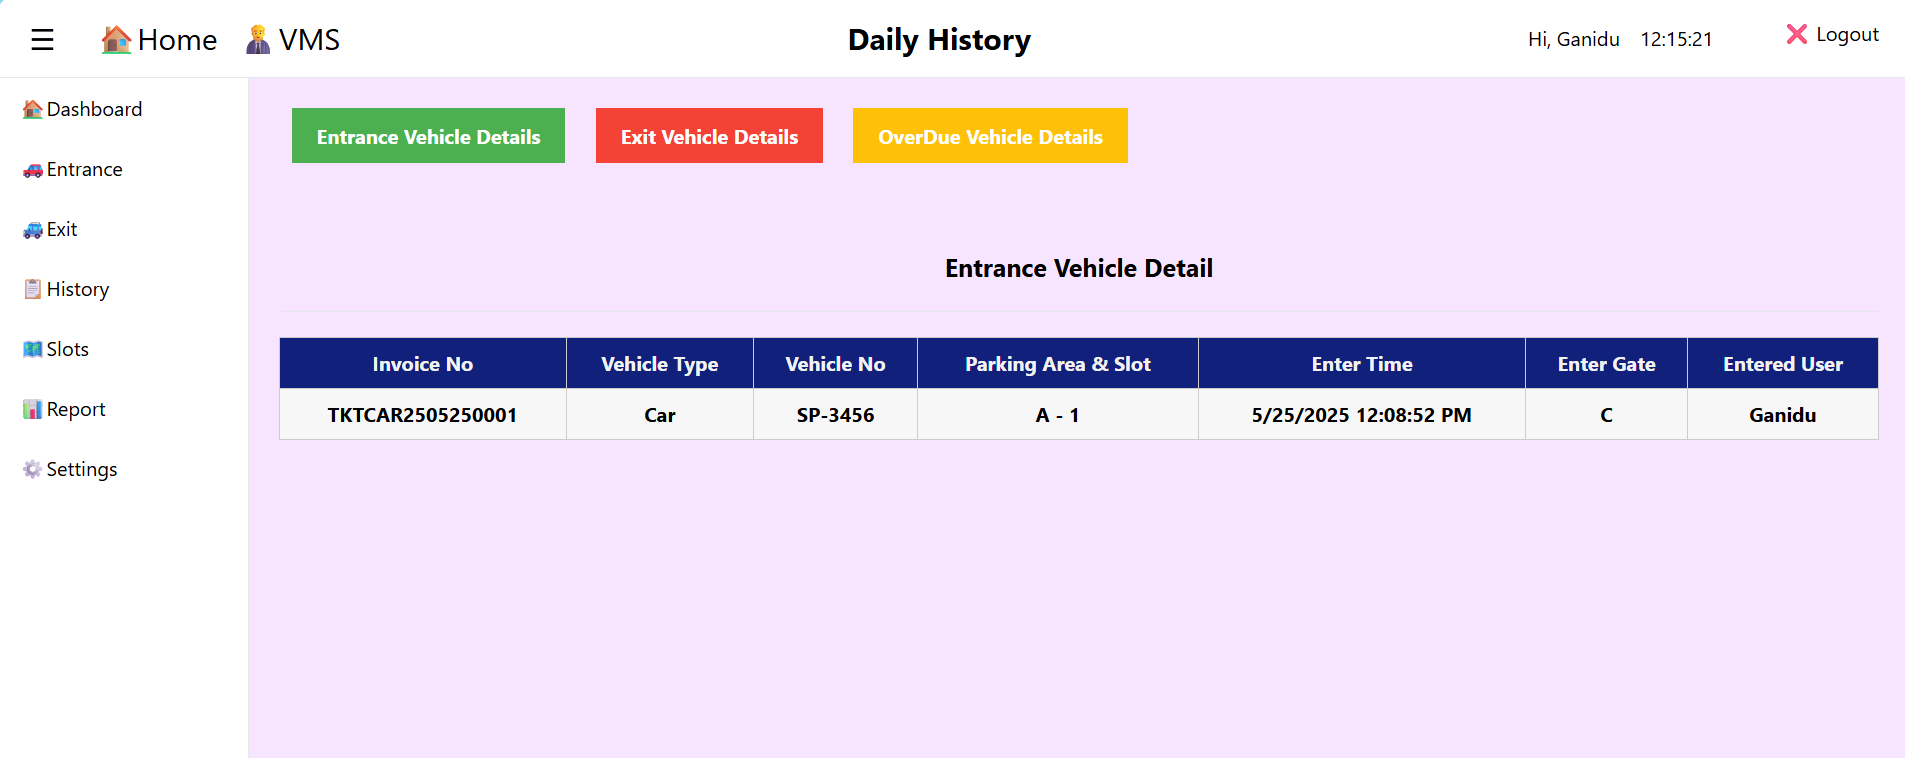 ☰ Home VMS Daily History Hi, Ganidu 12:15:21 Logout
Dashboard
Entrance
Exit
History
Slots
Report
Settings
Entrance Vehicle Details Exit Vehicle Details OverDue Vehicle Details
Entrance Vehicle Detail
Invoice No Vehicle Type Vehicle No Parking Area & Slot Enter Time Enter Gate Entered User
TKTCAR2505250001 Car SP-3456 A - 1 5/25/2025 12:08:52 PM C Ganidu